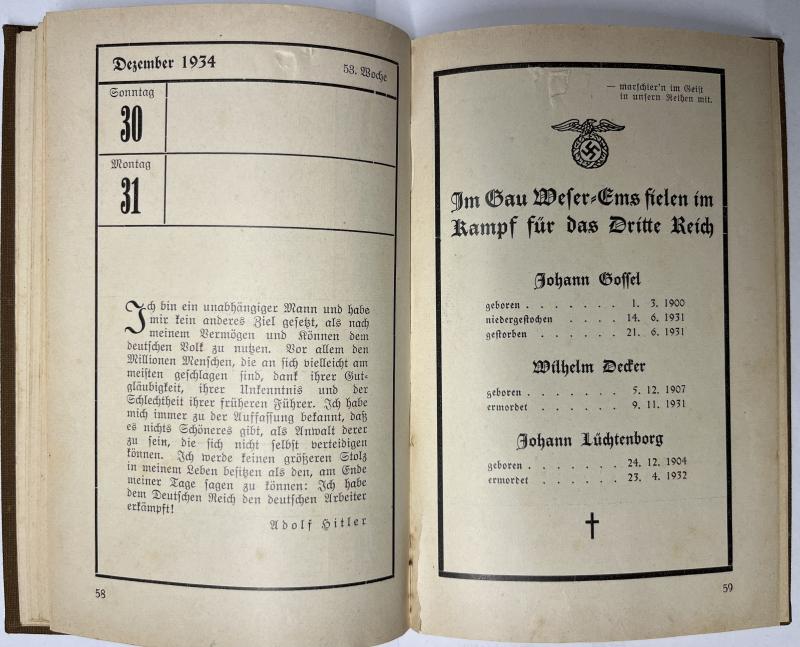 Dezember 1934
53. Woche
Sonntag
30
Montag
31
Ich bin ein unabhängiger Mann und habe
mir kein anderes Ziel gesetzt, als nach
meinem Vermögen und Können dem
deutschen Volk zu nutzen. Vor allem den
Millionen Menschen, die an sich vielleicht am
meisten geschlagen sind, dank ihrer Gut-
gläubigkeit, ihrer Unkenntnis und der
Schlechtheit ihrer früheren Führer. Ich habe
mich immer zu der Auffassung bekannt, daß
es nichts Schöneres gibt, als Anwalt derer
zu sein, die sich nicht selbst verteidigen
können. Ich werde keinen größeren Stolz
in meinem Leben besitzen als den, am Ende
meiner Tage sagen zu können: Ich habe
dem Deutschen Reich den deutschen Arbeiter
erkämpft!
Adolf Hitler
58
— marschier'n im Geist
in unsern Reihen mit.
Im Gau Weser-Ems fielen im
Kampf für das Dritte Reich
Johann Gossel
geboren . . . . . . . 1. 3. 1900
niedergestochen . . . . 14. 6. 1931
gestorben . . . . . . 21. 6. 1931
Wilhelm Decker
geboren . . . . . . . 5. 12. 1907
ermordet . . . . . . 9. 11. 1931
Johann Lüchtenborg
geboren . . . . . . 24. 12. 1904
ermordet . . . . . . 23. 4. 1932
59